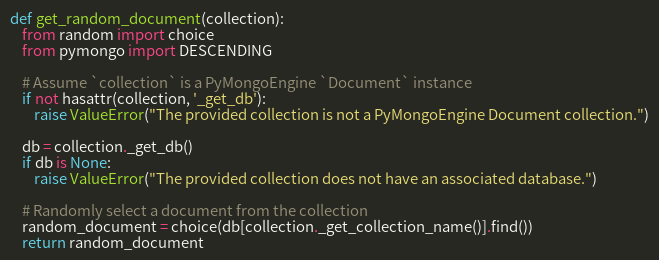 def get_random_document(collection):
    from random import choice
    from pymongo import DESCENDING

    # Assume `collection` is a PyMongoEngine `Document` instance
    if not hasattr(collection, '_get_db'):
        raise ValueError("The provided collection is not a PyMongoEngine Document collection.")

    db = collection._get_db()
    if db is None:
        raise ValueError("The provided collection does not have an associated database.")

    # Randomly select a document from the collection
    random_document = choice(db[collection._get_collection_name()].find())
    return random_document